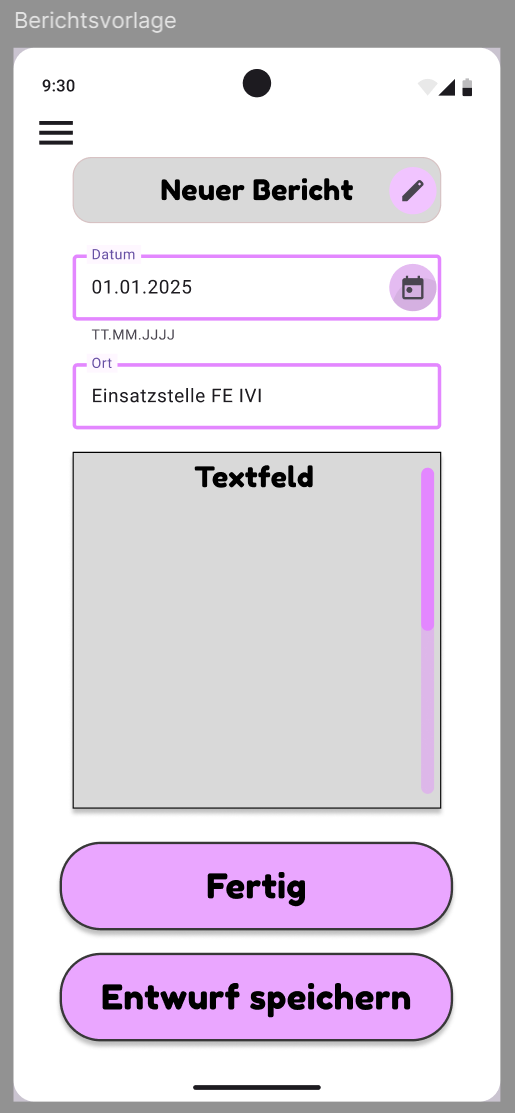 Berichtsvorlage
9:30
Neuer Bericht
Datum
01.01.2025
TT.MM.JJJJ
Ort
Einsatzstelle FE IVI
Textfeld
Fertig
Entwurf speichern